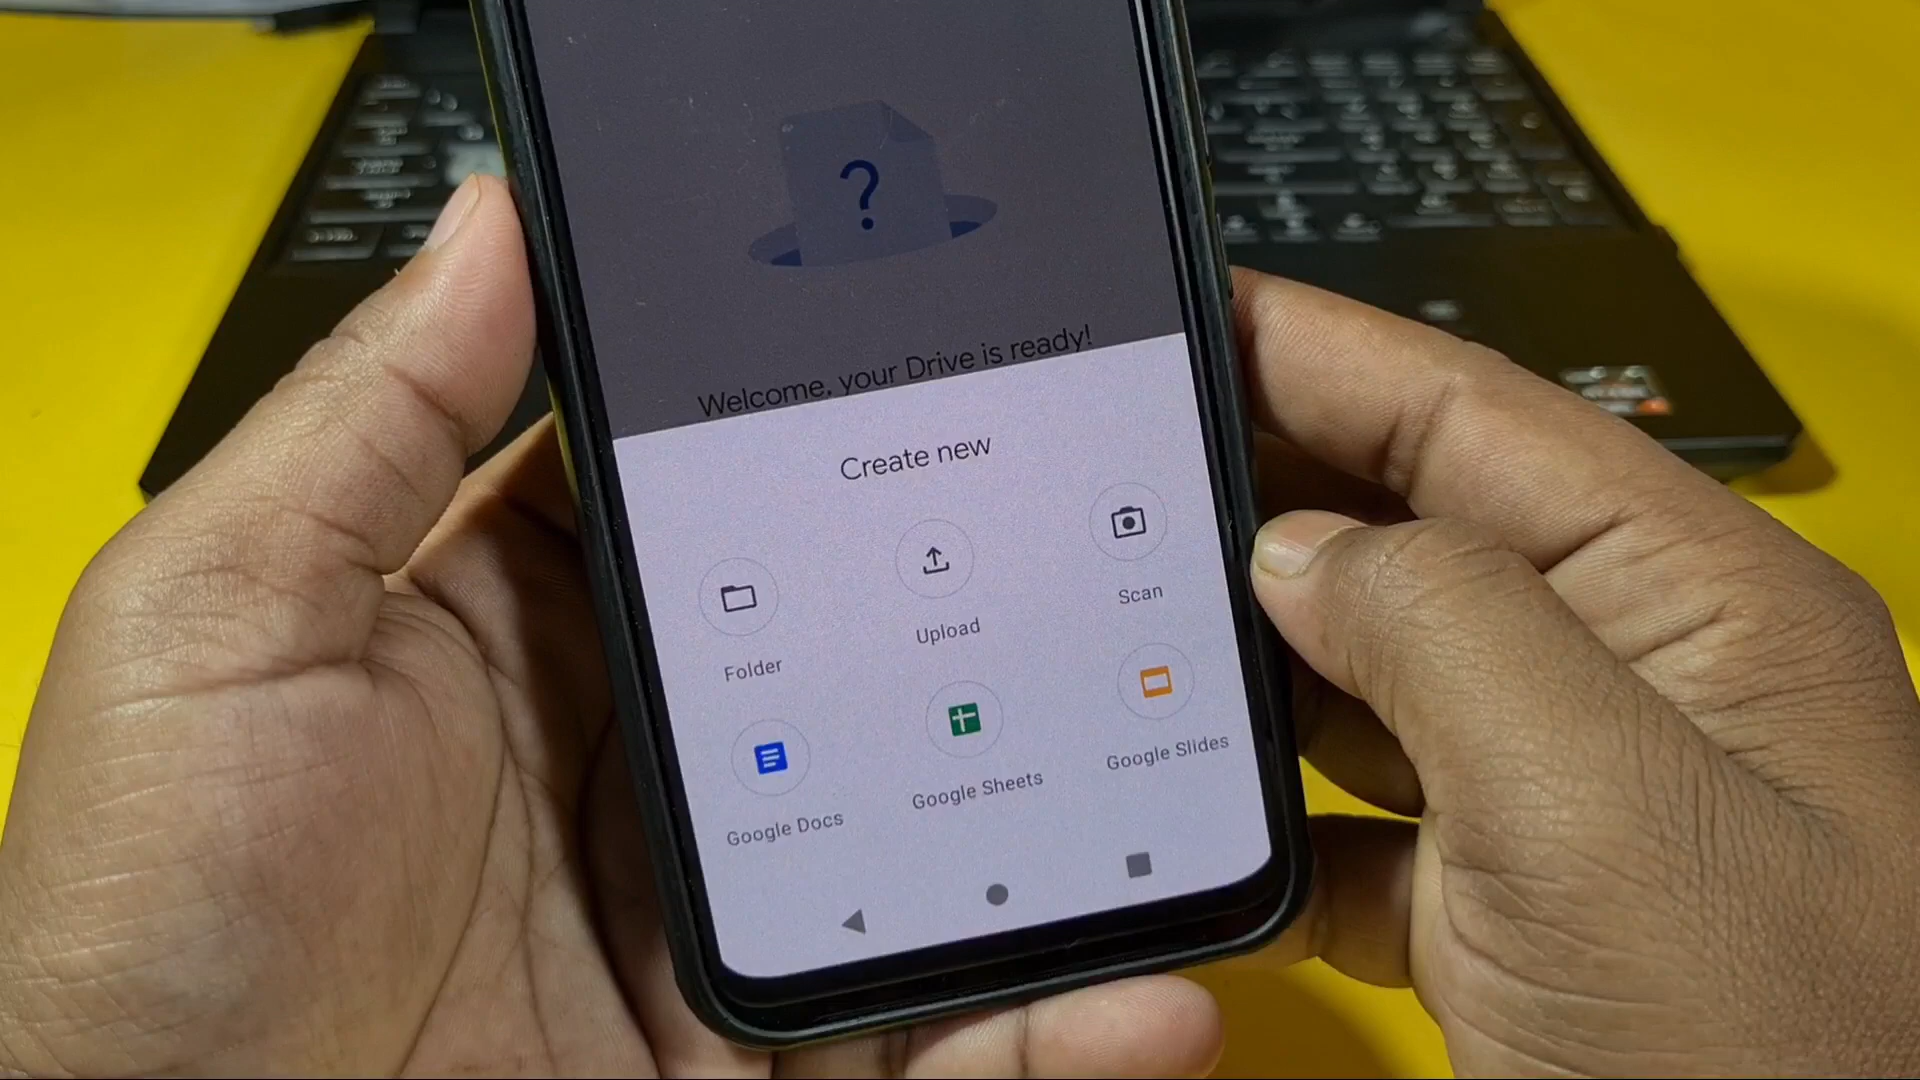 ?
Welcome, your Drive is ready!
Create new
Folder
Upload
Scan
Google Docs
Google Sheets
Google Slides